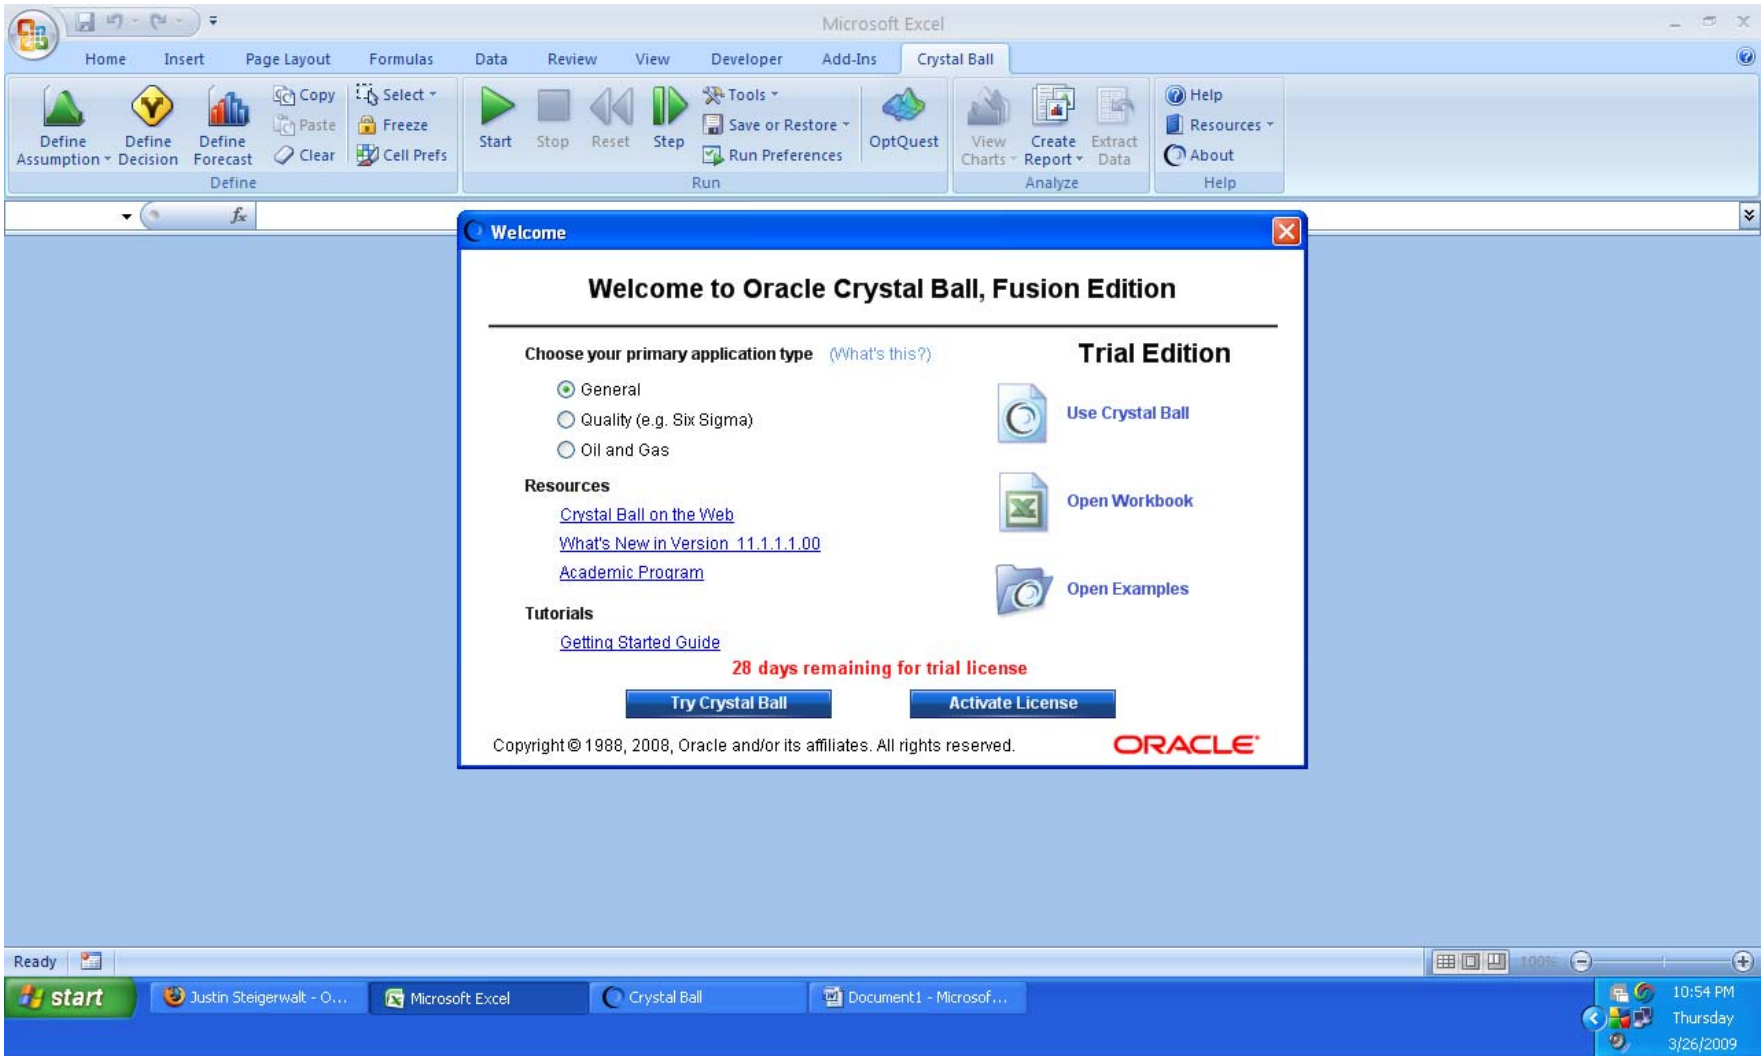 Microsoft Excel
Home Insert Page Layout Formulas Data Review View Developer Add-Ins Crystal Ball
Define Assumption
Define Decision
Define Forecast
Copy
Paste
Clear
Select
Freeze
Cell Prefs
Define
Start
Stop
Reset
Step
Tools
Save or Restore
Run Preferences
OptQuest
Run
View Charts
Create Report
Extract Data
Analyze
Help
Resources
About
Help
fx
Welcome
Welcome to Oracle Crystal Ball, Fusion Edition
Choose your primary application type (What's this?)
General
Quality (e.g. Six Sigma)
Oil and Gas
Resources
Crystal Ball on the Web
What's New in Version 11.1.1.1.00
Academic Program
Tutorials
Getting Started Guide
Trial Edition
Use Crystal Ball
Open Workbook
Open Examples
28 days remaining for trial license
Try Crystal Ball
Activate License
Copyright © 1988, 2008, Oracle and/or its affiliates. All rights reserved.
ORACLE
Ready
100%
start
Justin Steigerwalt - O...
Microsoft Excel
Crystal Ball
Document1 - Microsof...
10:54 PM
Thursday
3/26/2009